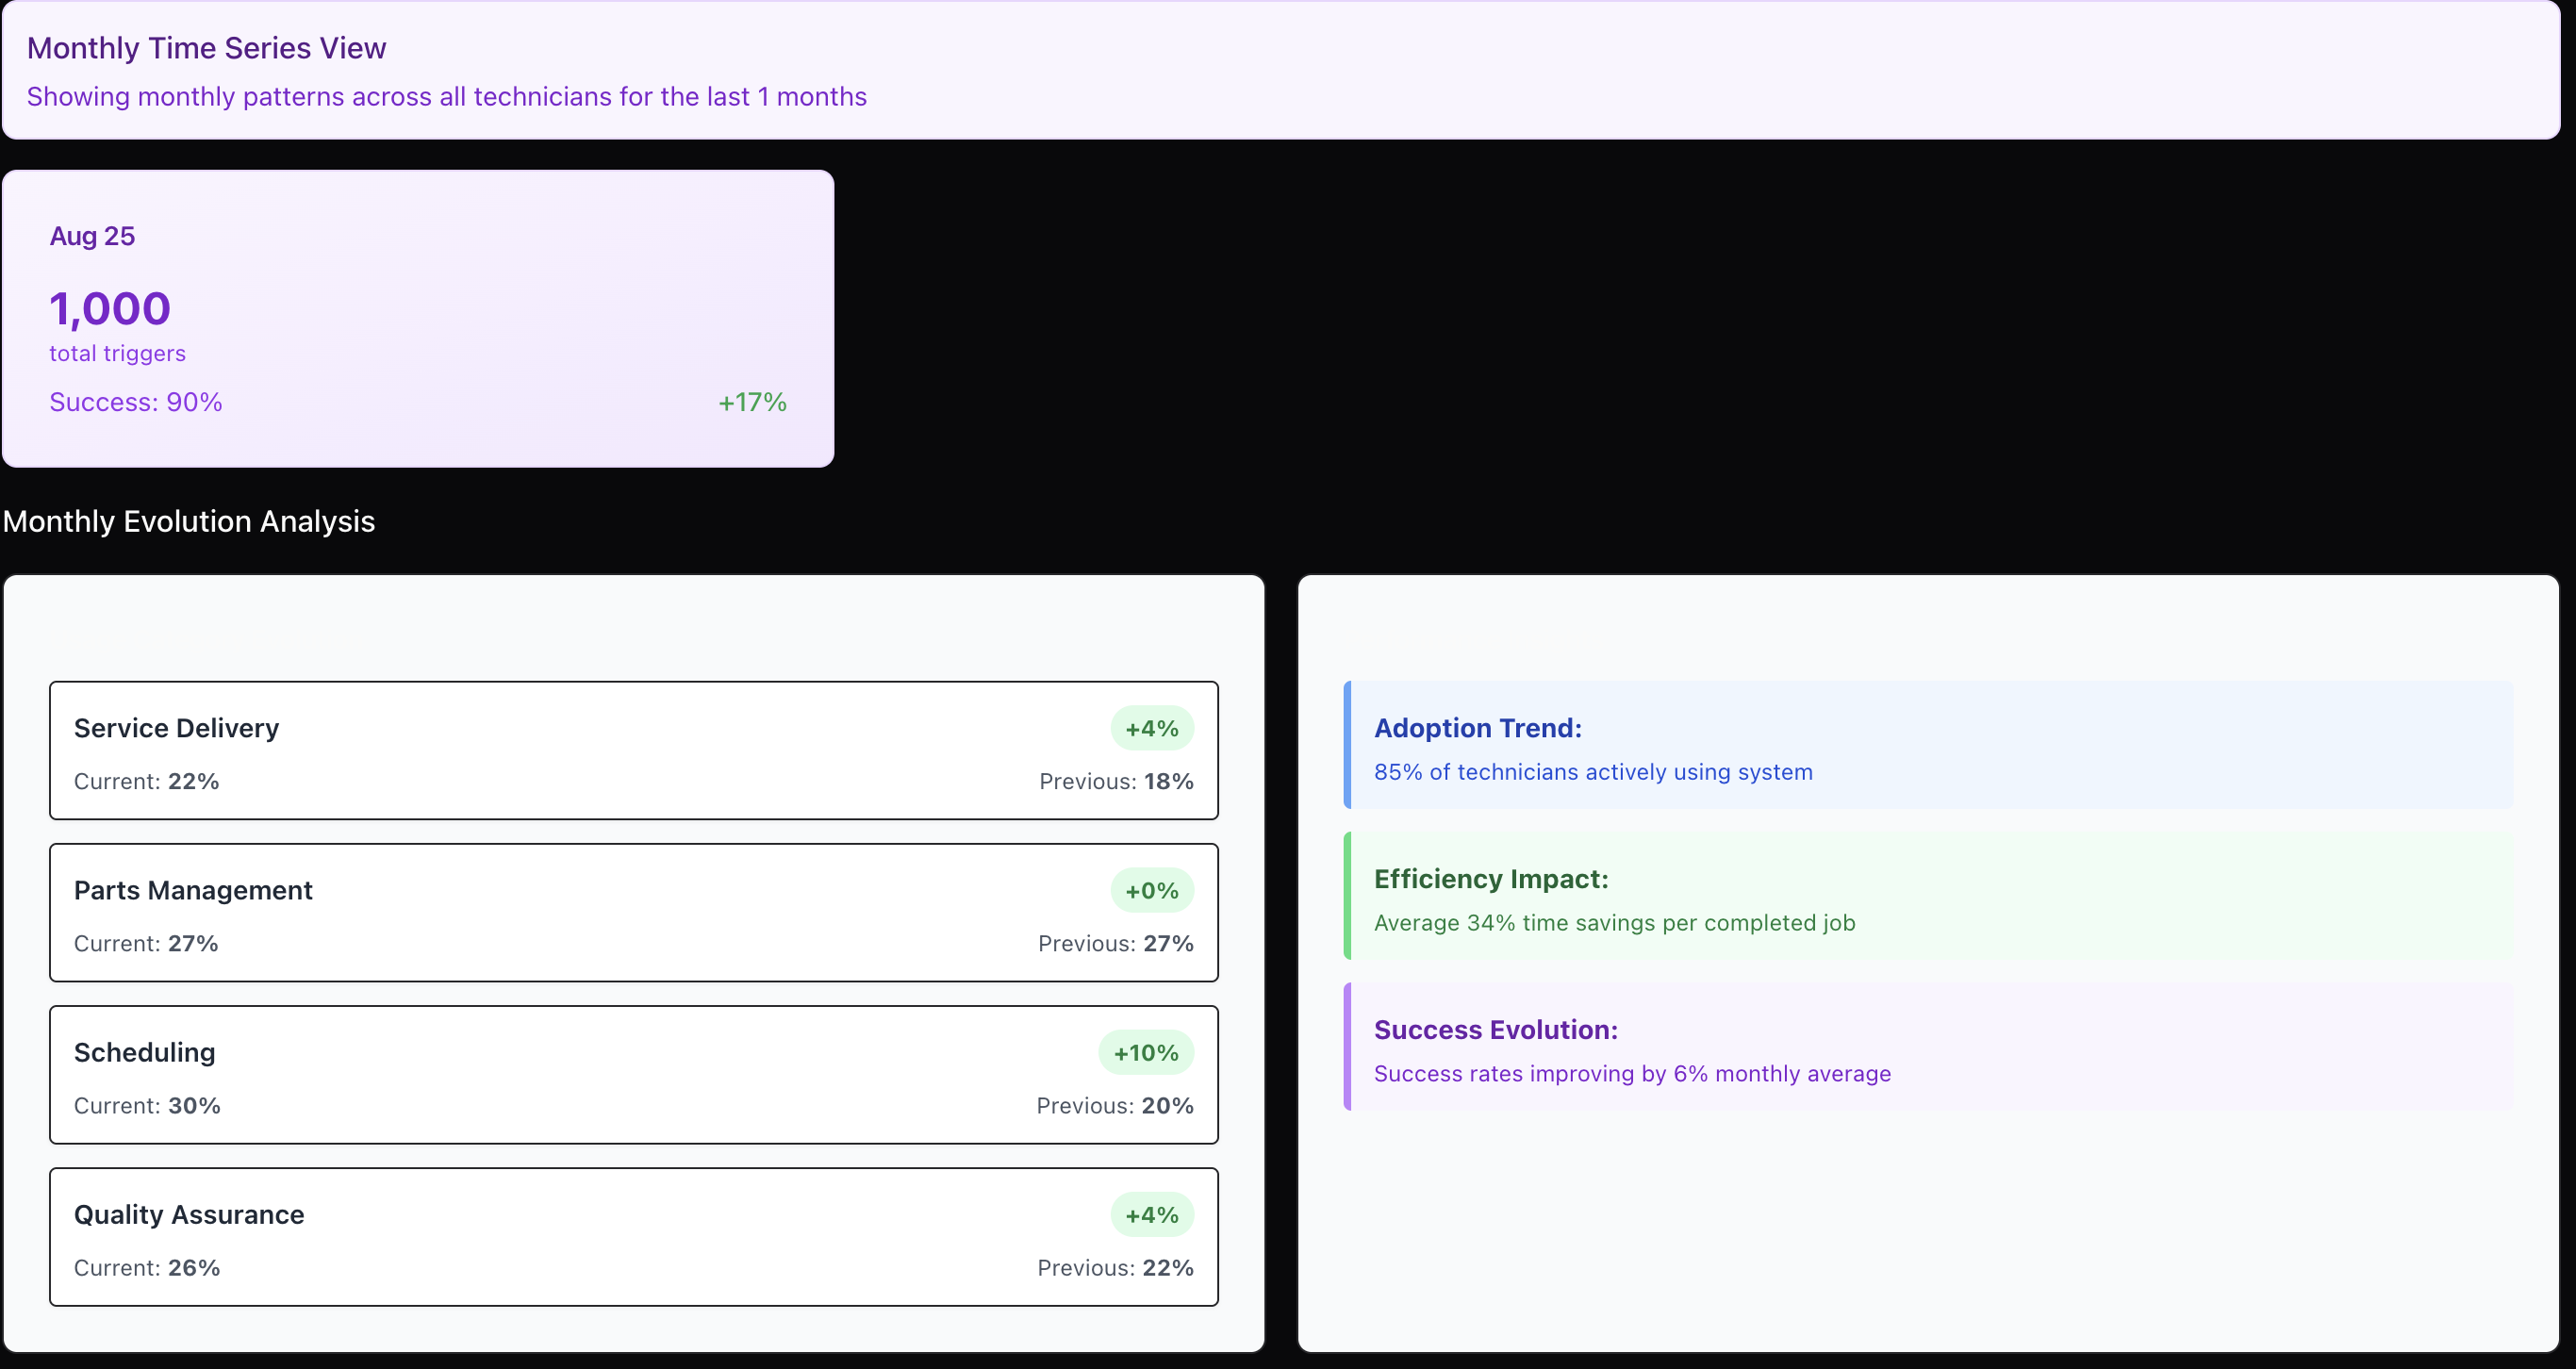 Monthly Time Series View
Showing monthly patterns across all technicians for the last 1 months
Aug 25
1,000
total triggers
Success: 90%
+17%
Monthly Evolution Analysis
Service Delivery
+4%
Current: 22%
Previous: 18%
Parts Management
+0%
Current: 27%
Previous: 27%
Scheduling
+10%
Current: 30%
Previous: 20%
Quality Assurance
+4%
Current: 26%
Previous: 22%
Adoption Trend:
85% of technicians actively using system
Efficiency Impact:
Average 34% time savings per completed job
Success Evolution:
Success rates improving by 6% monthly average